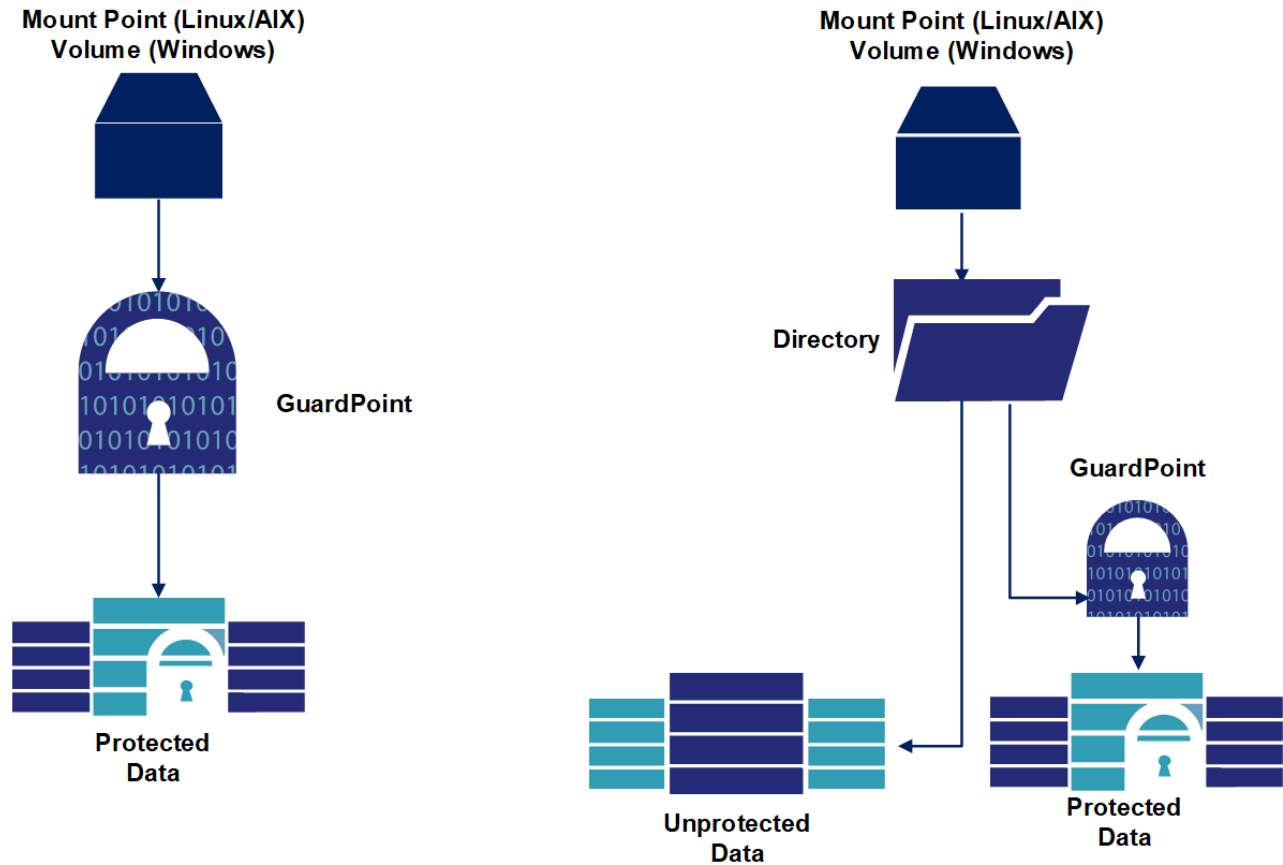 Mount Point (Linux/AIX)
Volume (Windows)
GuardPoint
Protected
Data
Mount Point (Linux/AIX)
Volume (Windows)
Directory
GuardPoint
Unprotected
Data
Protected
Data